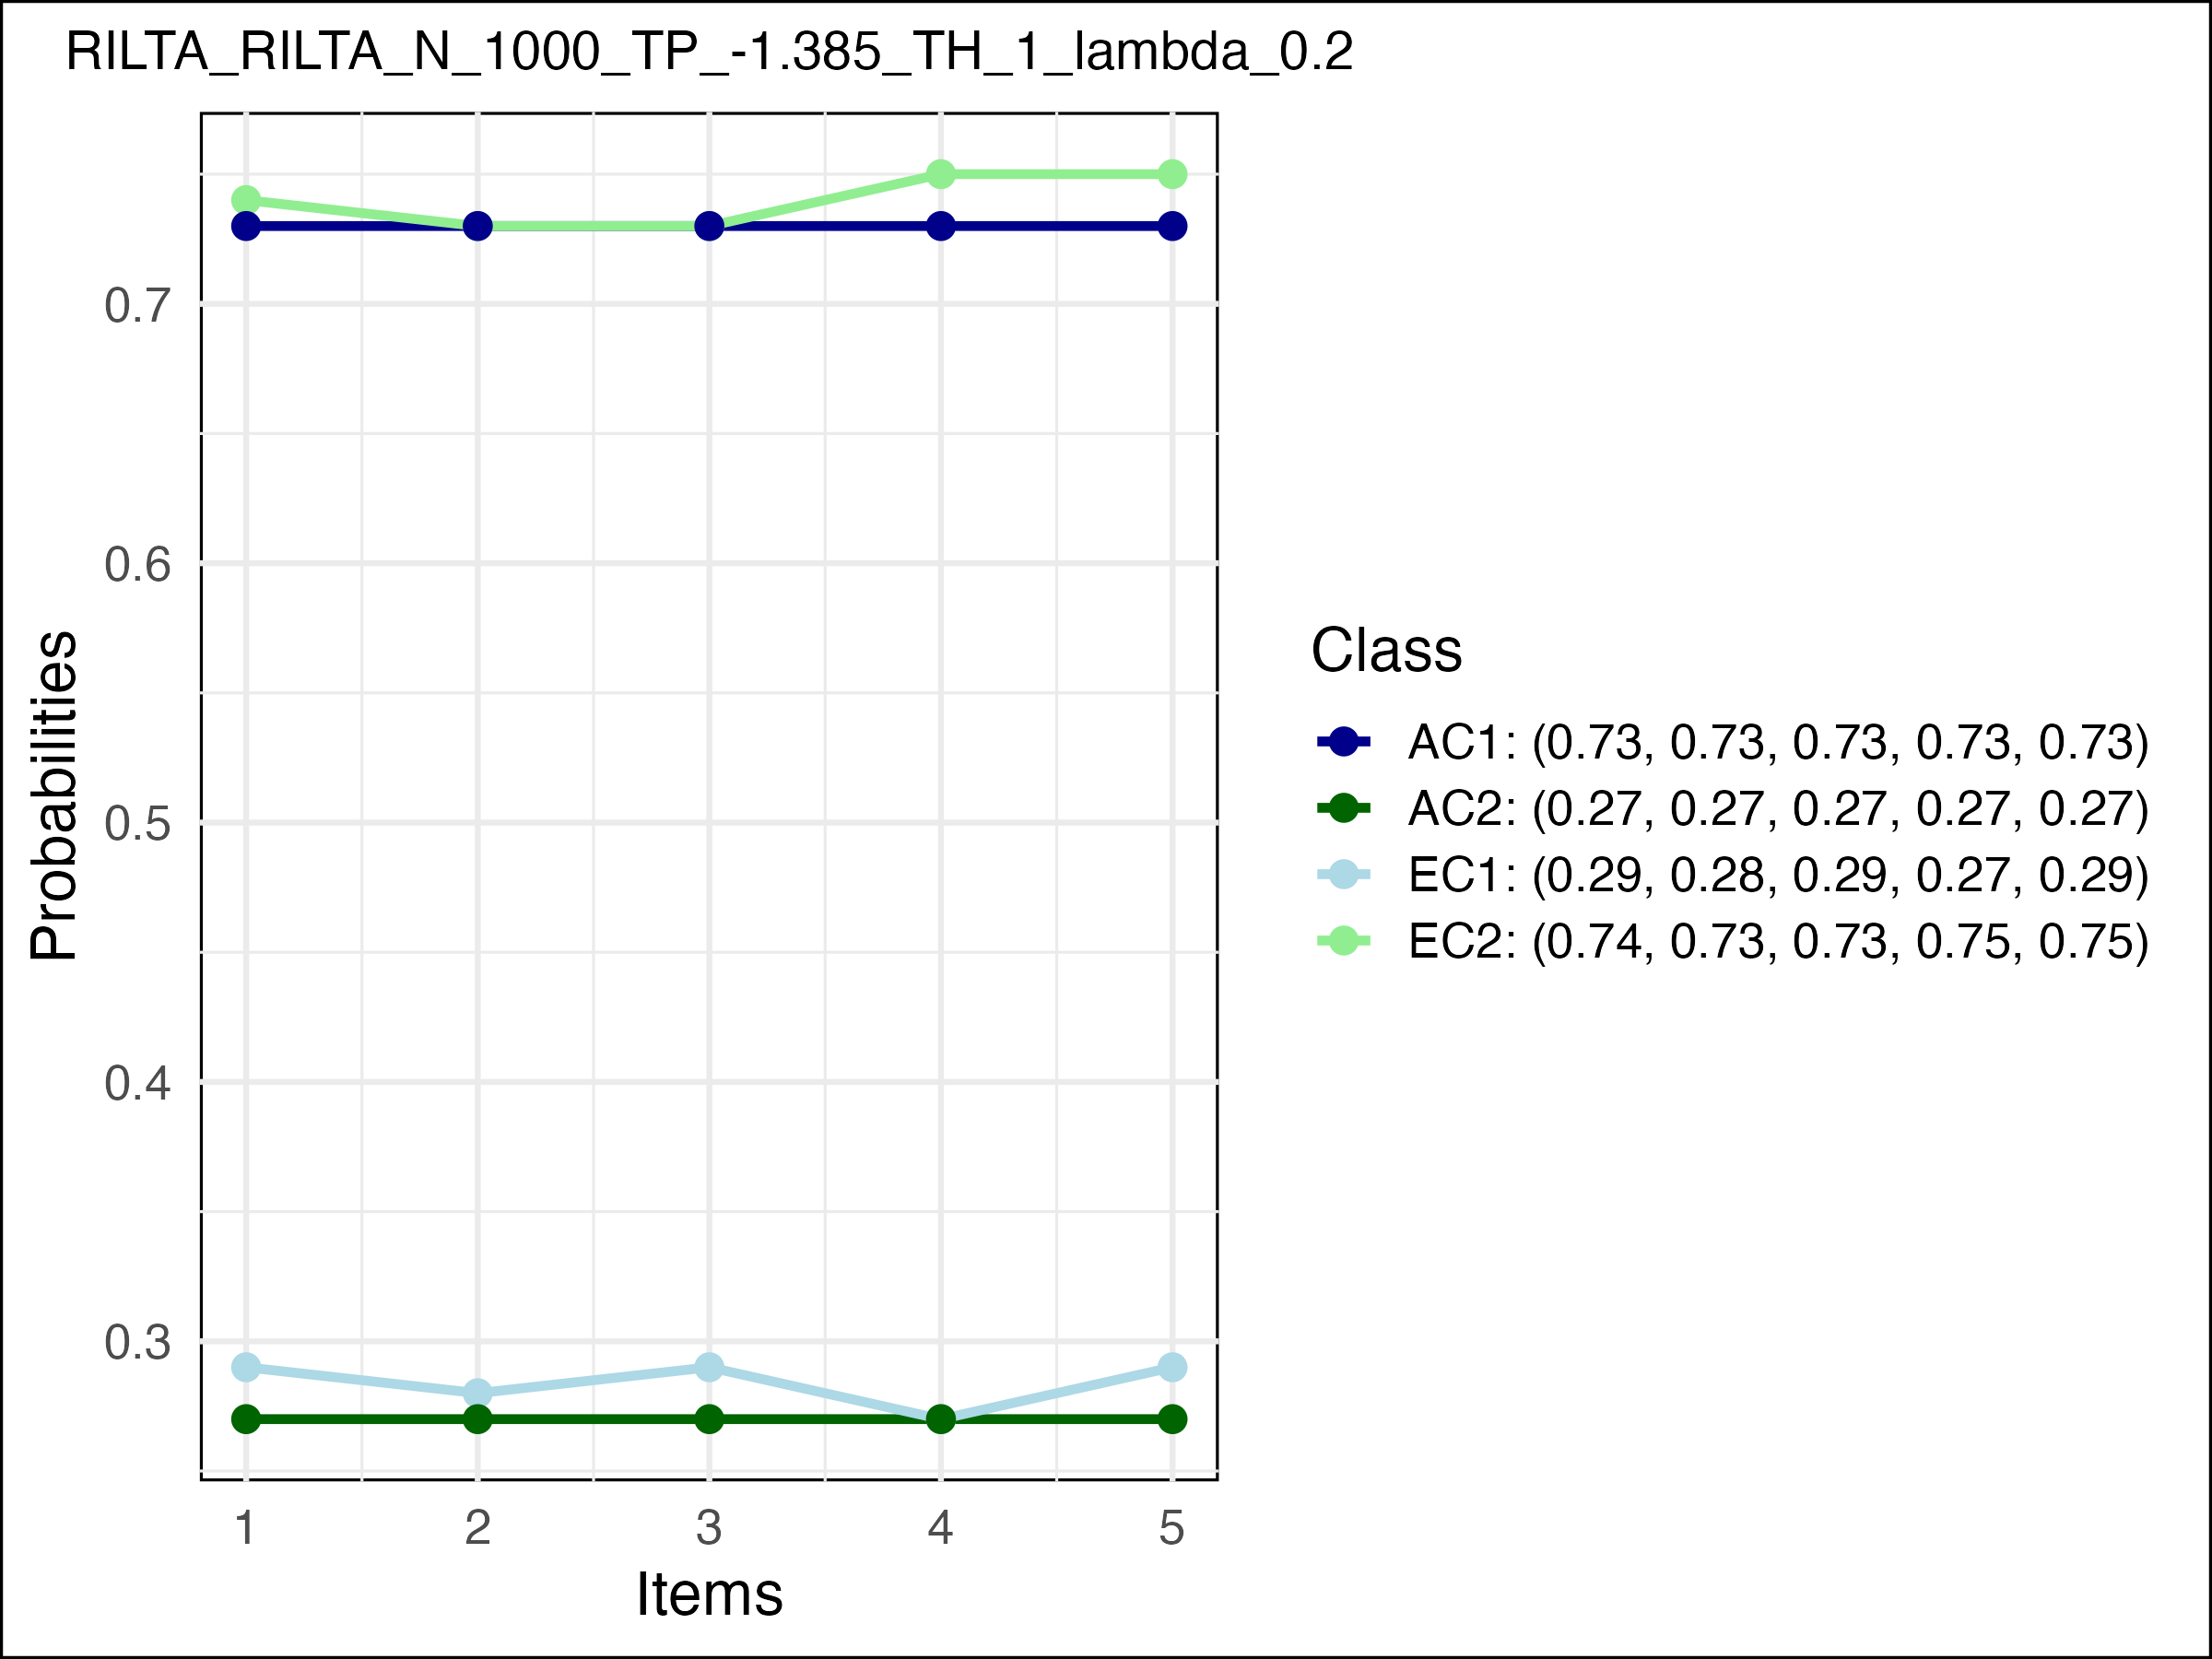 RILTA_RILTA_N_1000_TP_-1.385_TH_1_lambda_0.2
0.7
0.6
0.5
0.4
0.3
Probabilities
1 2 3 4 5
Items
Class
AC1: (0.73, 0.73, 0.73, 0.73, 0.73)
AC2: (0.27, 0.27, 0.27, 0.27, 0.27)
EC1: (0.29, 0.28, 0.29, 0.27, 0.29)
EC2: (0.74, 0.73, 0.73, 0.75, 0.75)